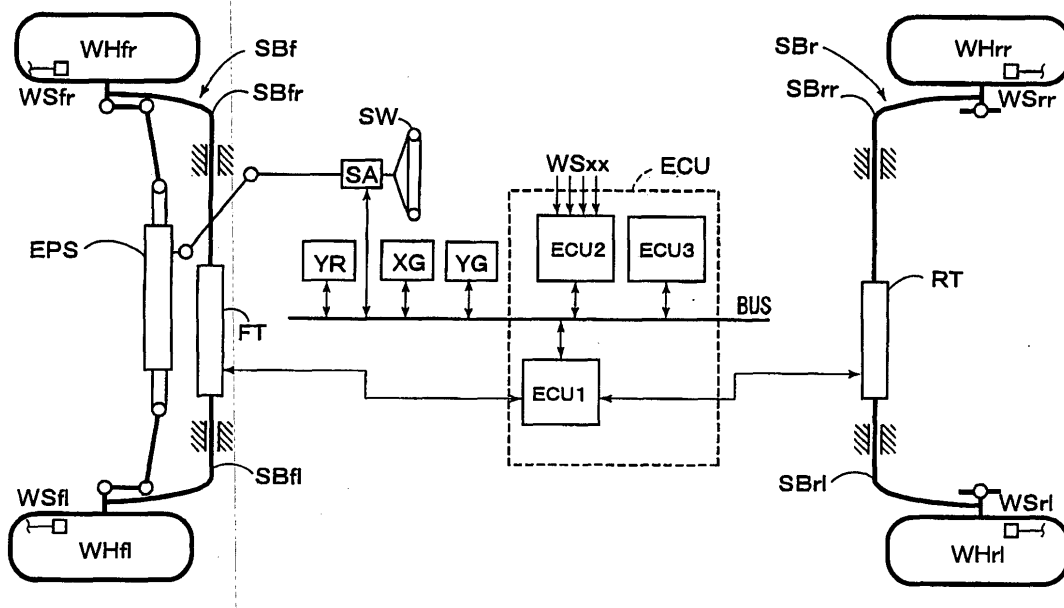 WHfr
WSfr
SBf
SBfr
SW
SA
WSxx
ECU
SBr
SBrr
WHrr
WSrr
EPS
YR
XG
YG
ECU2
ECU3
BUS
RT
FT
ECU1
SBfl
SBrl
WSfl
WHfl
WSrl
WHrl